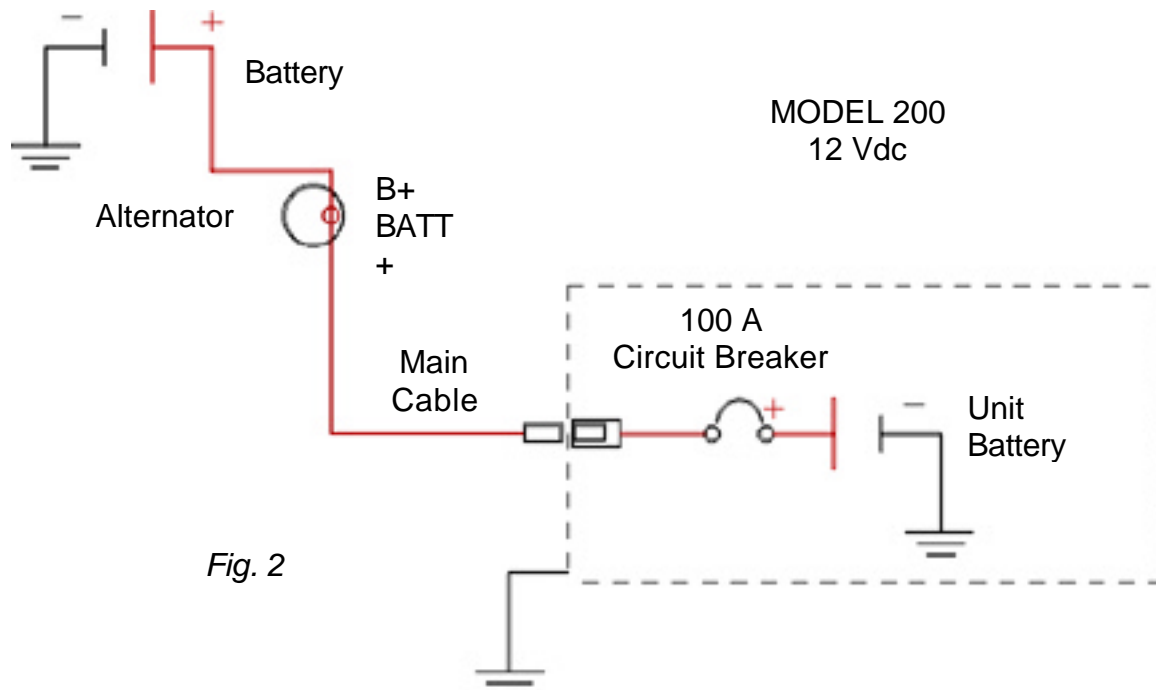 − +
Battery
MODEL 200
12 Vdc
Alternator
B+
BATT
+
100 A
Circuit Breaker
Main
Cable
+ −
Unit
Battery
Fig. 2